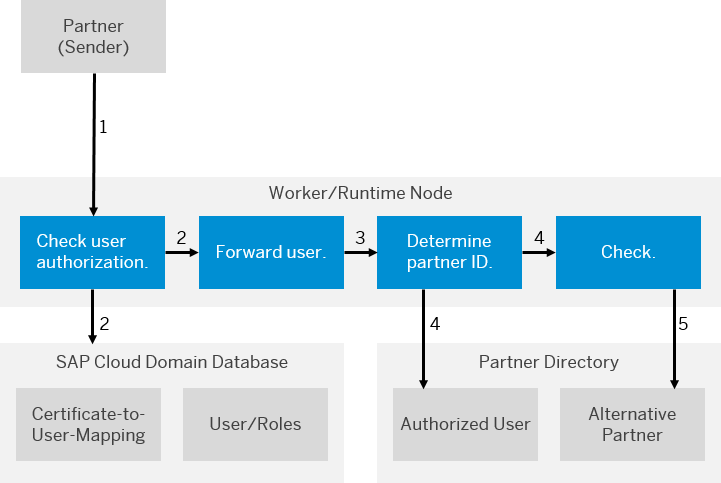 Partner
(Sender)
1
Worker/Runtime Node
Check user
authorization.
2
Forward user.
3
Determine
partner ID.
4
Check.
2
4
5
SAP Cloud Domain Database
Partner Directory
Certificate-to-
User-Mapping
User/Roles
Authorized User
Alternative
Partner